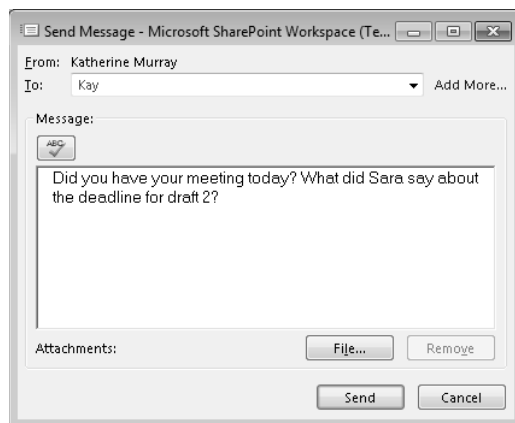 Send Message - Microsoft SharePoint Workspace (Te...
From: Katherine Murray
To: Kay Add More...
Message:
ABC
Did you have your meeting today? What did Sara say about
the deadline for draft 2?
Attachments: File... Remove
Send Cancel